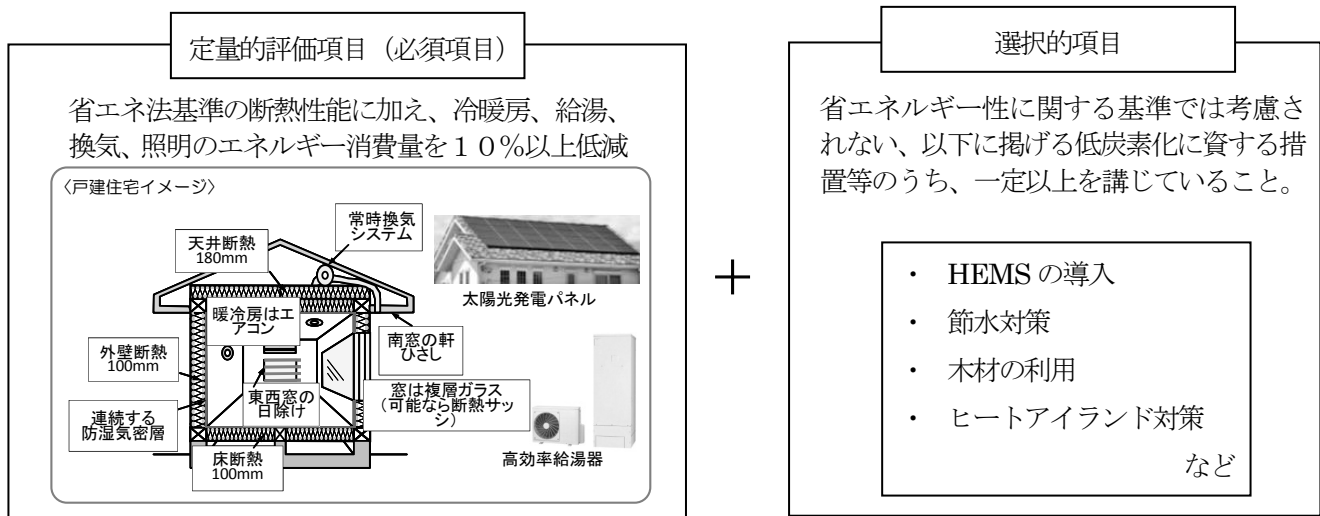 定量的評価項目（必須項目）
省エネ法基準の断熱性能に加え、冷暖房、給湯、
換気、照明のエネルギー消費量を１０％以上低減
〈戸建住宅イメージ〉
常時換気
システム
天井断熱
180mm
太陽光発電パネル
暖冷房はエ
アコン
南窓の軒
ひさし
外壁断熱
100mm
東西窓の
日除け
窓は複層ガラス
（可能なら断熱サッ
シ）
連続する
防湿気密層
床断熱
100mm
高効率給湯器
＋
選択的項目
省エネルギー性に関する基準では考慮さ
れない、以下に掲げる低炭素化に資する措
置等のうち、一定以上を講じていること。
・ HEMS の導入
・ 節水対策
・ 木材の利用
・ ヒートアイランド対策
など